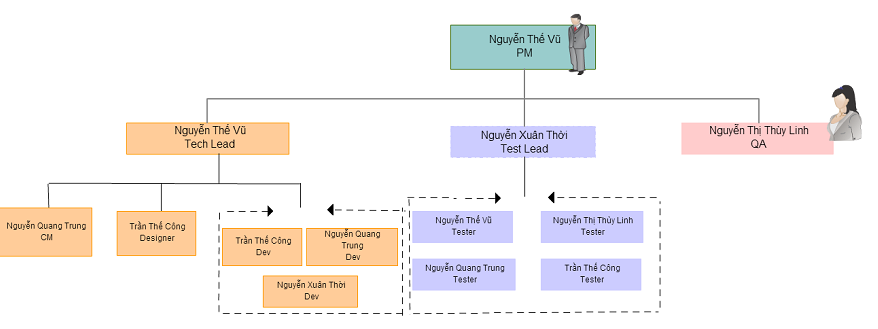 Nguyễn Thế Vũ
PM
Nguyễn Thế Vũ
Tech Lead
Nguyễn Xuân Thời
Test Lead
Nguyễn Thị Thùy Linh
QA
Nguyễn Quang Trung
CM
Trần Thế Công
Designer
Trần Thế Công
Dev
Nguyễn Quang
Trung
Dev
Nguyễn Xuân Thời
Dev
Nguyễn Thế Vũ
Tester
Nguyễn Thị Thủy Linh
Tester
Nguyễn Quang Trung
Tester
Trần Thế Công
Tester